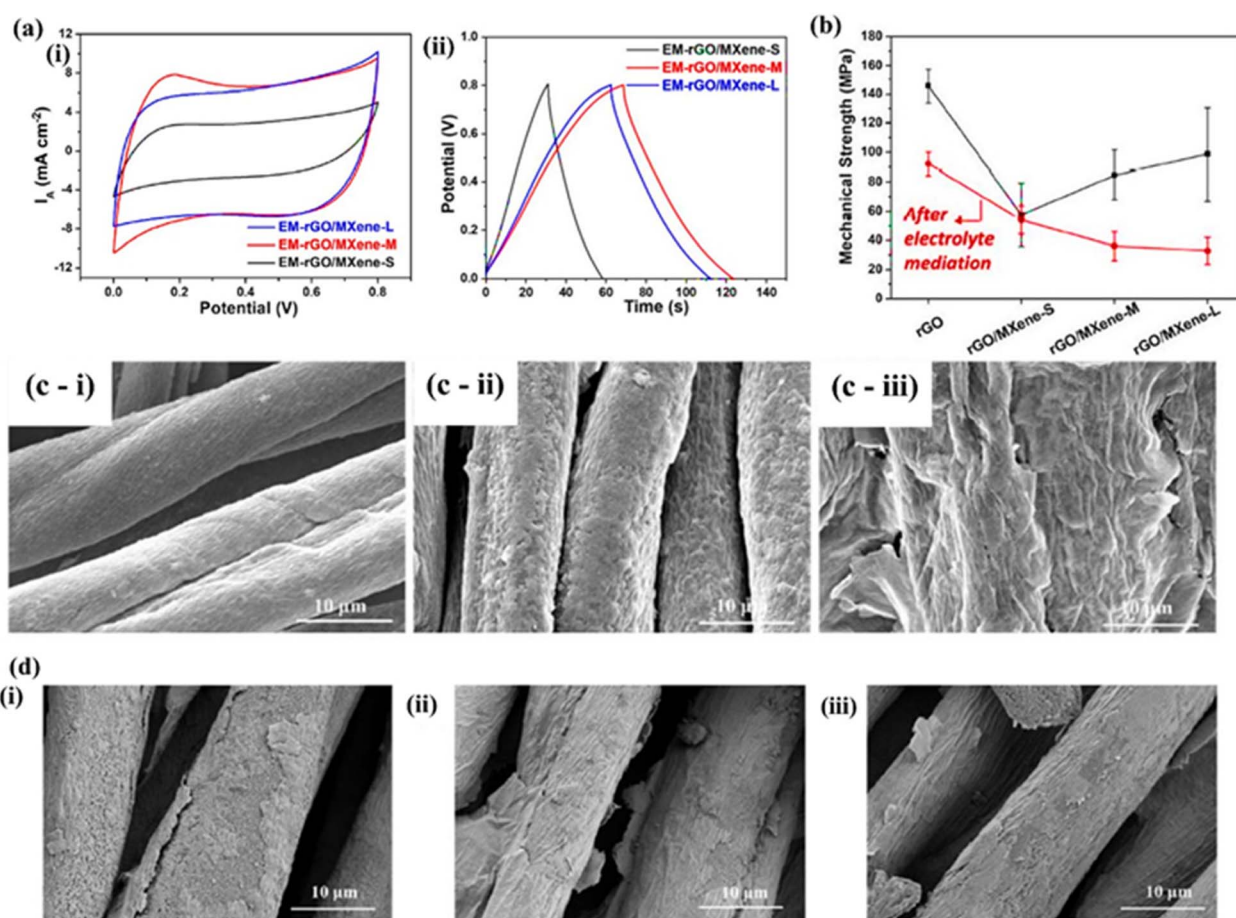 (a)
(i)
12
8
4
0
-4
-8
-12
I_A (mA cm⁻²)
EM-rGO/MXene-L
EM-rGO/MXene-M
EM-rGO/MXene-S
0.0 0.2 0.4 0.6 0.8
Potential (V)
(ii)
1.0
0.8
0.6
0.4
0.2
0.0
Potential (V)
EM-rGO/MXene-S
EM-rGO/MXene-M
EM-rGO/MXene-L
0 20 40 60 80 100 120 140
Time (s)
(b)
180
160
140
120
100
80
60
40
20
0
Mechanical Strength (MPa)
After
electrolyte
mediation
rGO
rGO/MXene-S
rGO/MXene-M
rGO/MXene-L
(c - i)
10 µm
(c - ii)
10 µm
(c - iii)
10 µm
(d)
(i)
10 µm
(ii)
10 µm
(iii)
10 µm